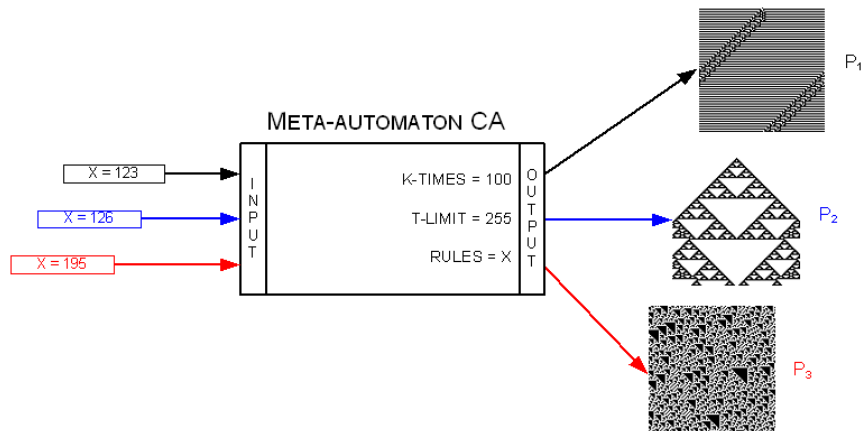 P₁
META-AUTOMATON CA
X = 123
K-TIMES = 100
X = 126
T-LIMIT = 255
P₂
X = 195
RULES = X
INPUT
OUTPUT
P₃